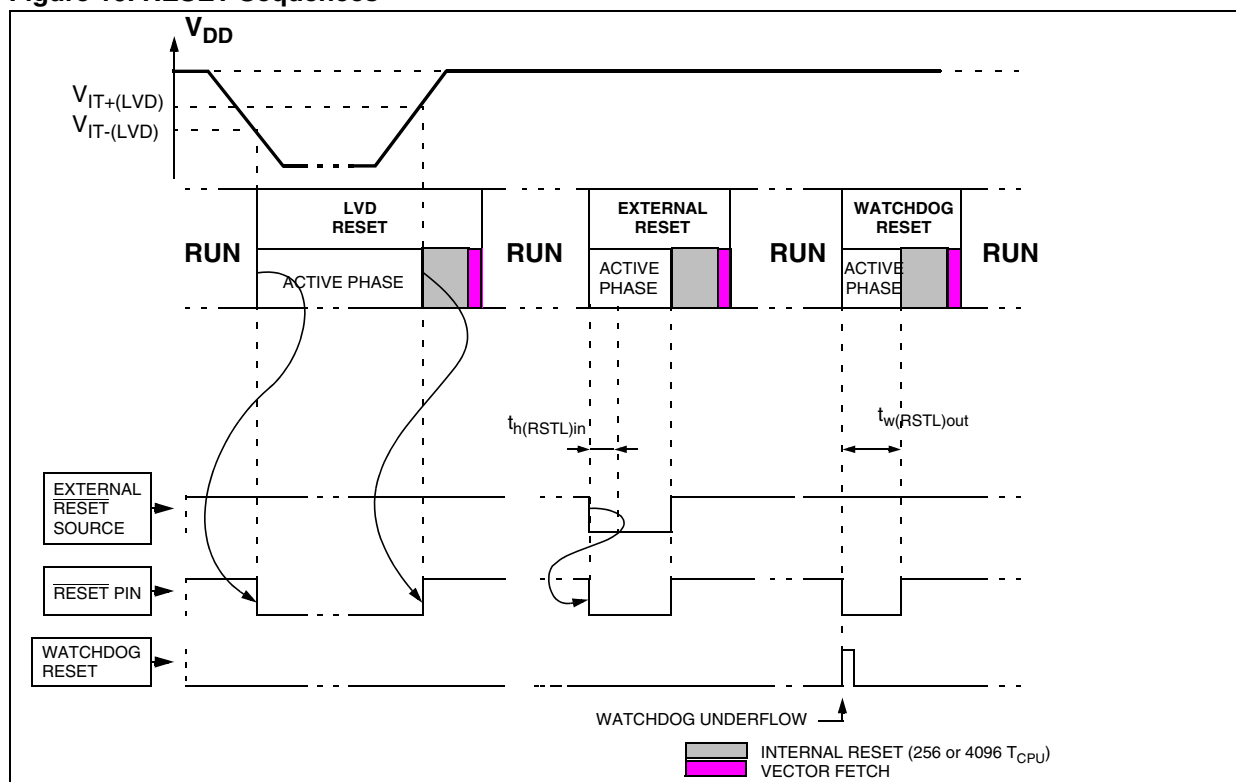 Figure 16. RESET Sequences
VDD
VIT+(LVD)
VIT-(LVD)
LVD
RESET
EXTERNAL
RESET
WATCHDOG
RESET
RUN
ACTIVE PHASE
RUN
ACTIVE
PHASE
RUN
ACTIVE
PHASE
RUN
th(RSTL)in
tw(RSTL)out
EXTERNAL
RESET
SOURCE
RESET PIN
WATCHDOG
RESET
WATCHDOG UNDERFLOW
INTERNAL RESET (256 or 4096 TCPU)
VECTOR FETCH